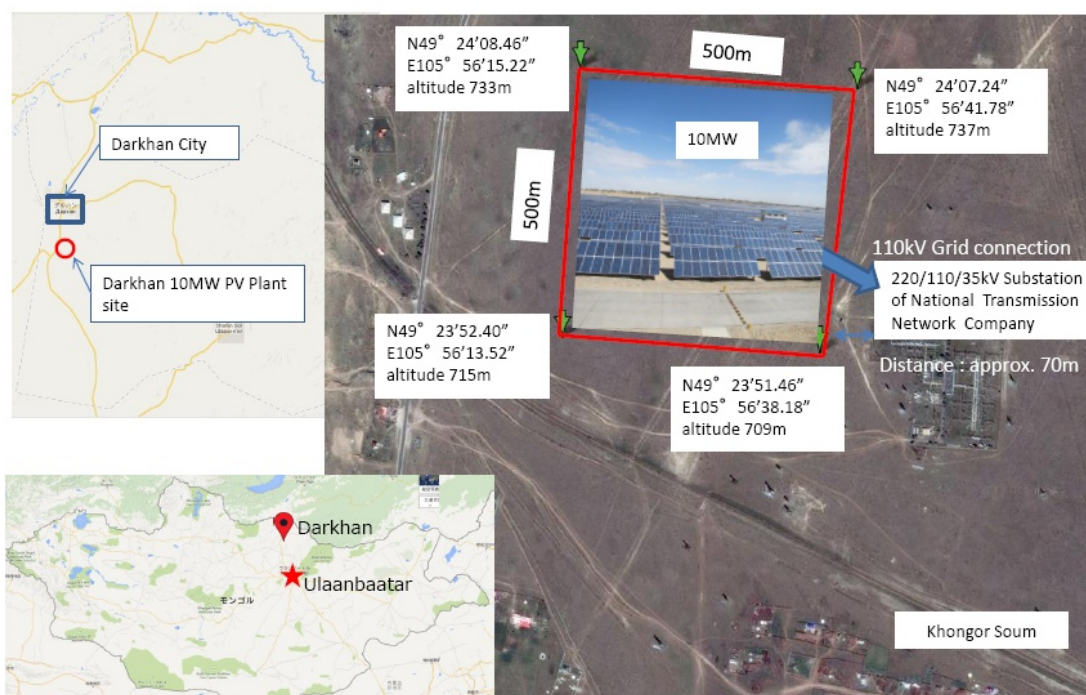 Darkhan City
Darkhan 10MW PV Plant
site
N49° 24’08.46”
E105° 56’15.22”
altitude 733m
500m
N49° 24’07.24”
E105° 56’41.78”
altitude 737m
10MW
500m
110kV Grid connection
220/110/35kV Substation
of National Transmission
Network Company
Distance : approx. 70m
N49° 23’52.40”
E105° 56’13.52”
altitude 715m
N49° 23’51.46”
E105° 56’38.18”
altitude 709m
Darkhan
Ulaanbaatar
モンゴル
Khongor Soum